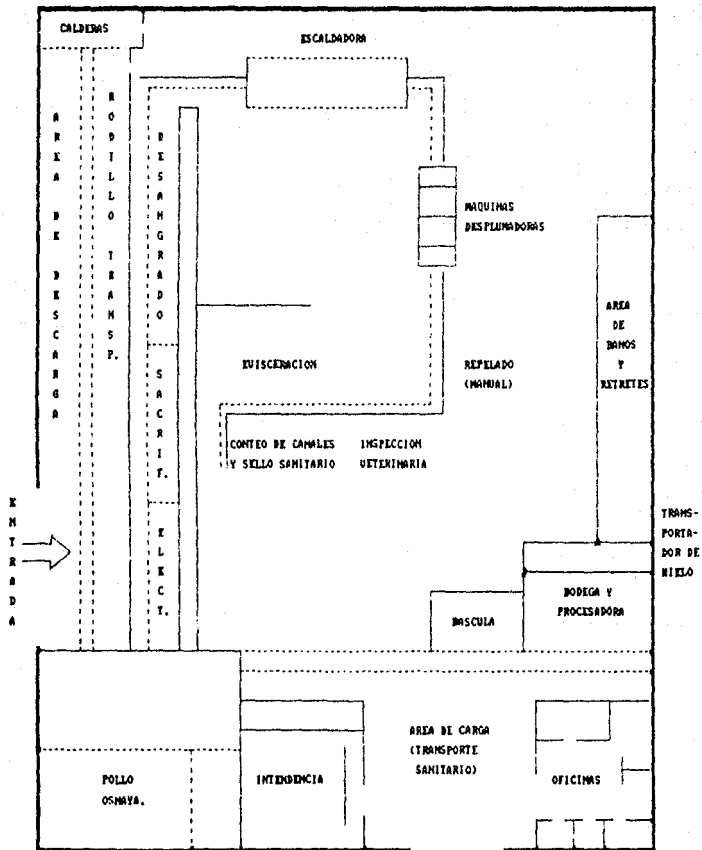 CALDERAS
ESCALDADORA
AREA DE DESCARGA
RODILLO TRANSP.
DESANGRADO
SACRIF.
ELECT.
MAQUINAS
DESPLUMADORAS
AREA
DE
BANOS
Y
RETRETES
EVISCERACION
REPELADO
(MANUAL)
CONTEO DE CANALES
Y SELLO SANITARIO
INSPECCION
VETERINARIA
ENTRADA
TRANS-
PORTA-
DOR DE
HIELO
BODEGA Y
PROCESADORA
BASCULA
POLLO
OSNAYA.
INTENDENCIA
AREA DE CARGA
(TRANSPORTE
SANITARIO)
OFICINAS